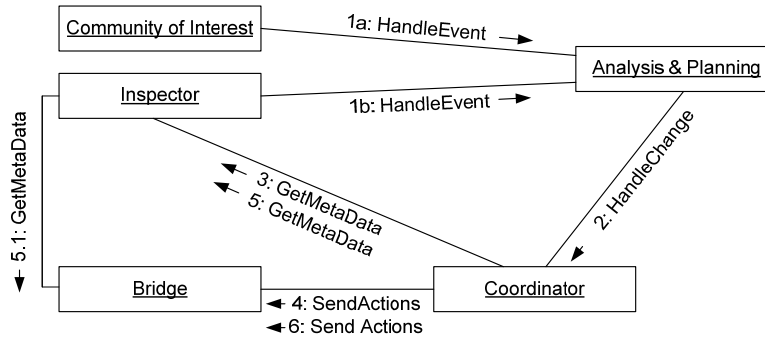 Community of Interest
1a: HandleEvent
Analysis & Planning
Inspector
1b: HandleEvent
5.1: GetMetaData
2: HandleChange
3: GetMetaData
5: GetMetaData
Bridge
Coordinator
4: SendActions
6: Send Actions